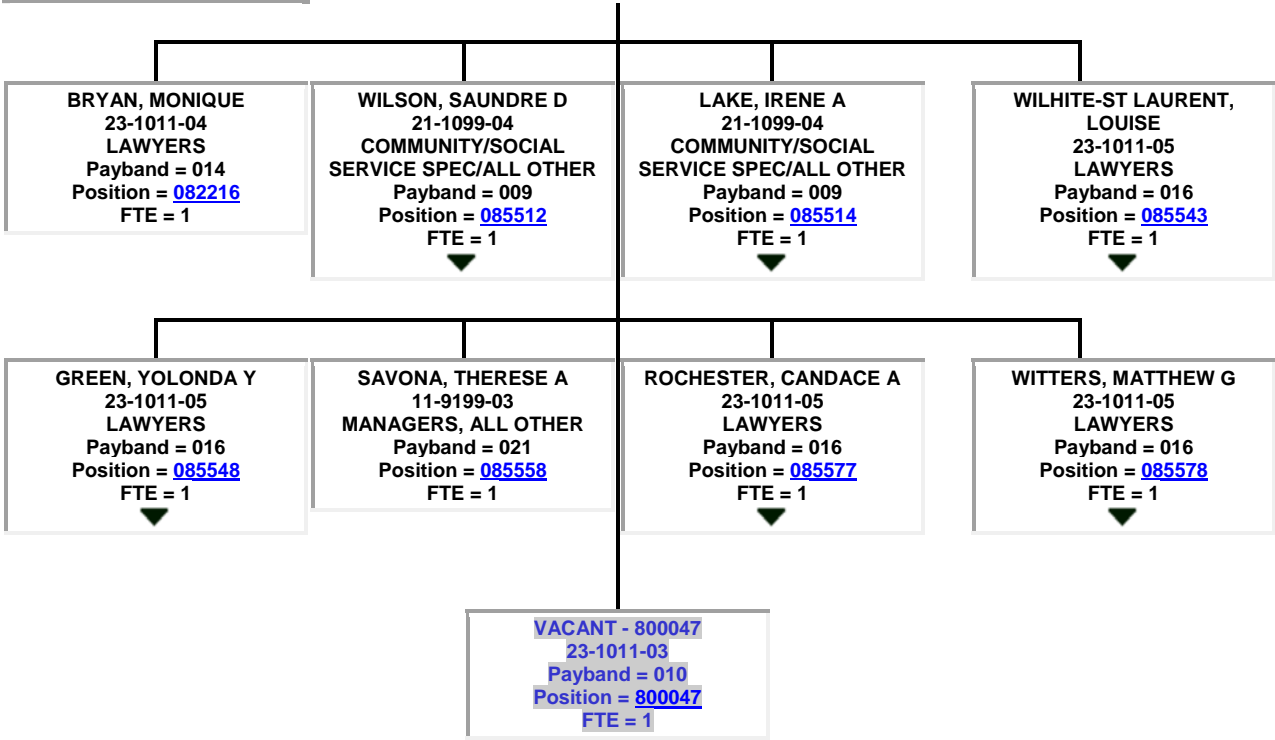 BRYAN, MONIQUE
23-1011-04
LAWYERS
Payband = 014
Position = 082216
FTE = 1
WILSON, SAUNDRE D
21-1099-04
COMMUNITY/SOCIAL
SERVICE SPEC/ALL OTHER
Payband = 009
Position = 085512
FTE = 1
LAKE, IRENE A
21-1099-04
COMMUNITY/SOCIAL
SERVICE SPEC/ALL OTHER
Payband = 009
Position = 085514
FTE = 1
WILHITE-ST LAURENT,
LOUISE
23-1011-05
LAWYERS
Payband = 016
Position = 085543
FTE = 1
GREEN, YOLONDA Y
23-1011-05
LAWYERS
Payband = 016
Position = 085548
FTE = 1
SAVONA, THERESE A
11-9199-03
MANAGERS, ALL OTHER
Payband = 021
Position = 085558
FTE = 1
ROCHESTER, CANDACE A
23-1011-05
LAWYERS
Payband = 016
Position = 085577
FTE = 1
WITTERS, MATTHEW G
23-1011-05
LAWYERS
Payband = 016
Position = 085578
FTE = 1
VACANT - 800047
23-1011-03
Payband = 010
Position = 800047
FTE = 1